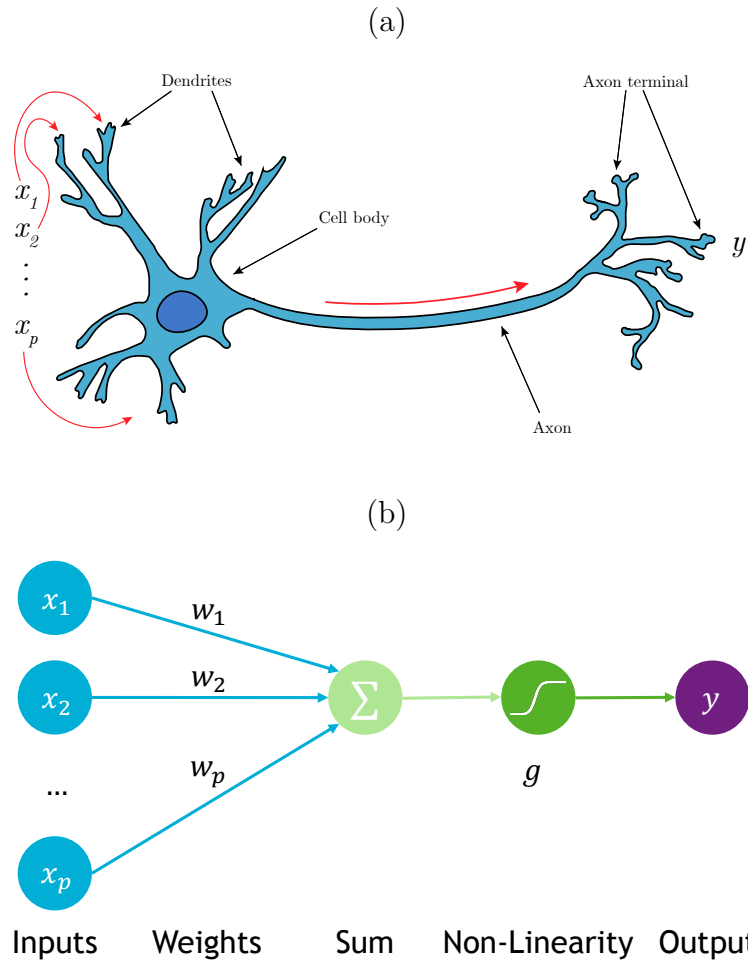 (a)
Dendrites
Axon terminal
x₁
x₂
⋮
xₚ
Cell body
y
Axon
(b)
x₁
w₁
x₂
w₂
∑
y
...
wₚ
g
xₚ
Inputs Weights Sum Non-Linearity Output